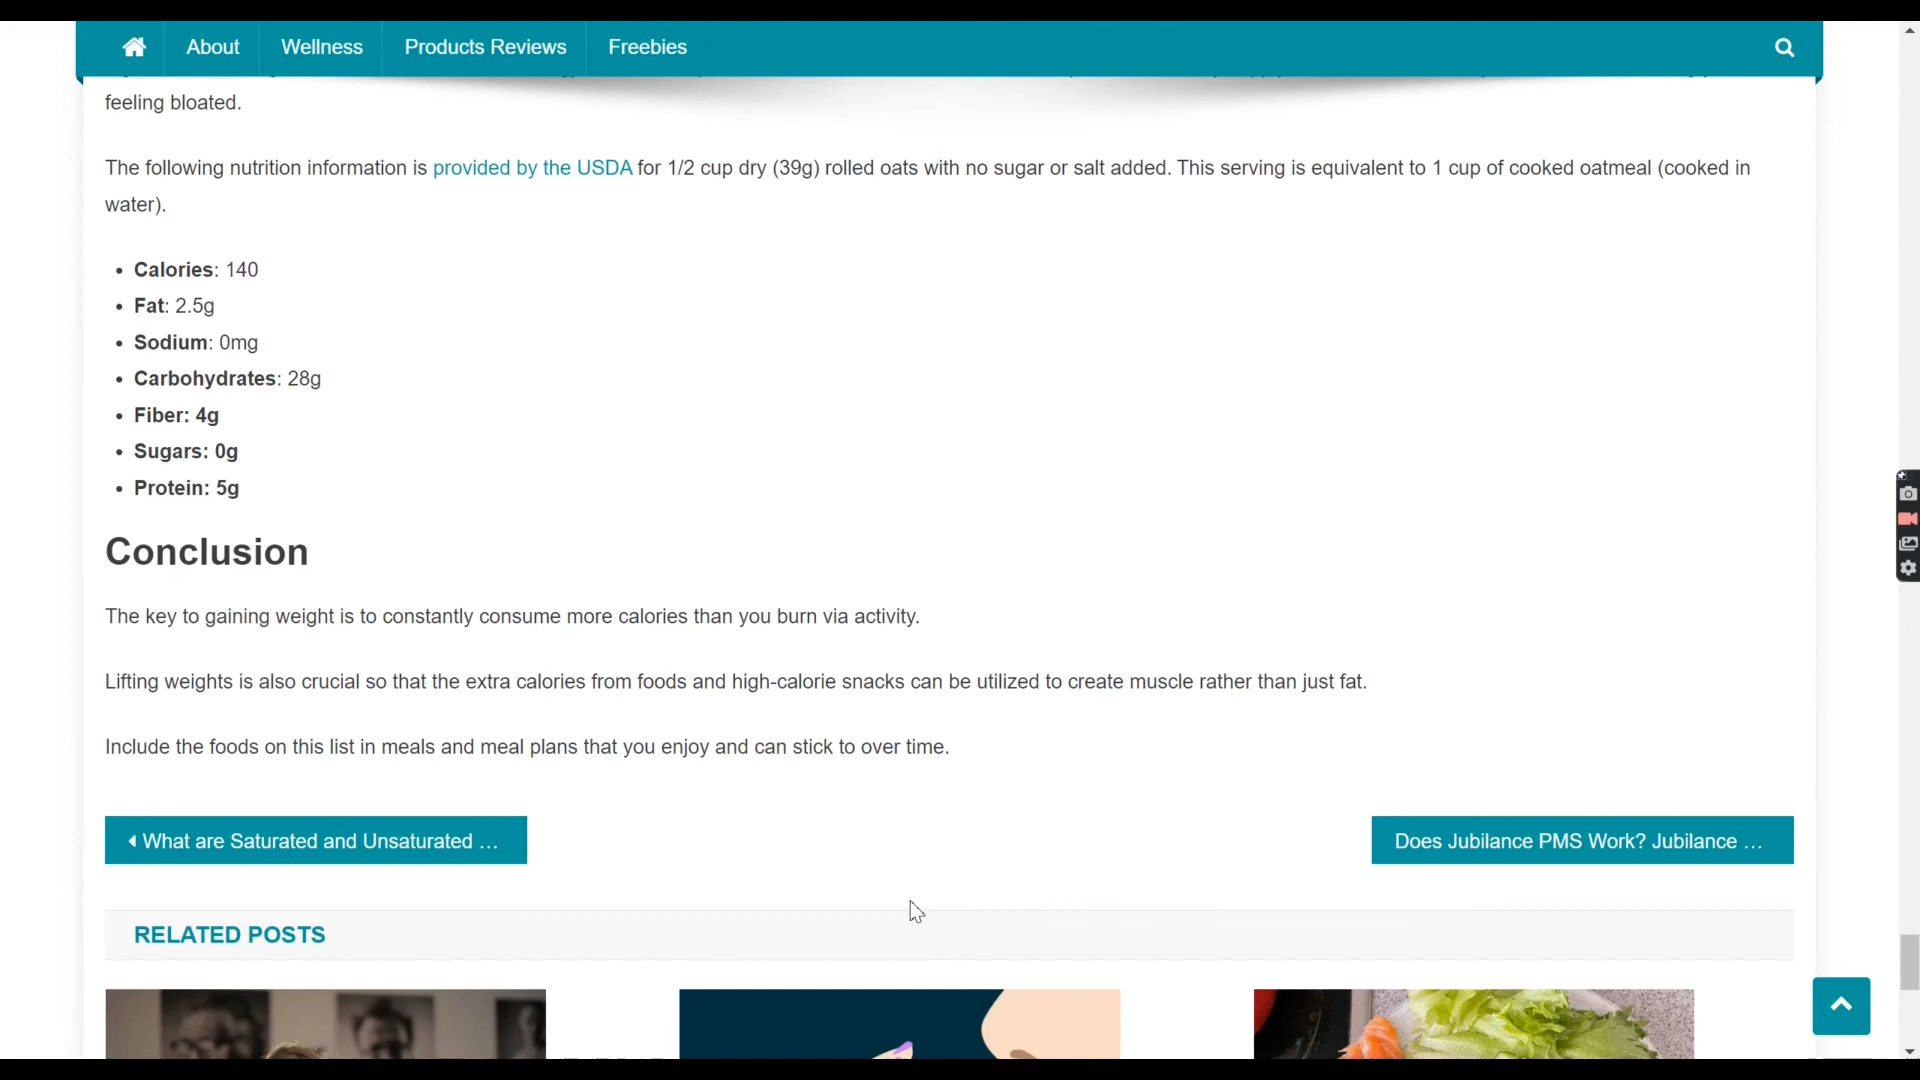 About
Wellness
Products Reviews
Freebies
feeling bloated.
The following nutrition information is provided by the USDA for 1/2 cup dry (39g) rolled oats with no sugar or salt added. This serving is equivalent to 1 cup of cooked oatmeal (cooked in
water).
• Calories: 140
• Fat: 2.5g
• Sodium: 0mg
• Carbohydrates: 28g
• Fiber: 4g
• Sugars: 0g
• Protein: 5g
Conclusion
The key to gaining weight is to constantly consume more calories than you burn via activity.
Lifting weights is also crucial so that the extra calories from foods and high-calorie snacks can be utilized to create muscle rather than just fat.
Include the foods on this list in meals and meal plans that you enjoy and can stick to over time.
What are Saturated and Unsaturated …
Does Jubilance PMS Work? Jubilance …
RELATED POSTS